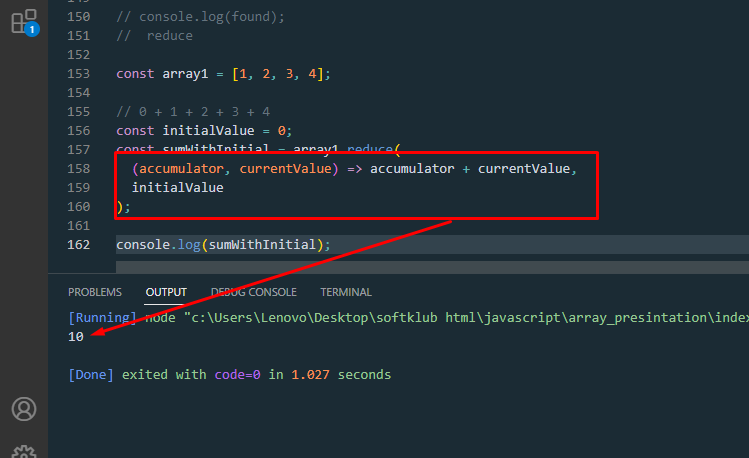 150 // console.log(found);
151 // reduce
152
153 const array1 = [1, 2, 3, 4];
154
155 // 0 + 1 + 2 + 3 + 4
156 const initialValue = 0;
157 const sumWithInitial = array1.reduce(
158 (accumulator, currentValue) => accumulator + currentValue,
159 initialValue
160 );
161
162 console.log(sumWithInitial);
1
PROBLEMS OUTPUT DEBUG CONSOLE TERMINAL
[Running] node "c:\Users\Lenovo\Desktop\softklub html\javascript\array_presintation\index
10
[Done] exited with code=0 in 1.027 seconds